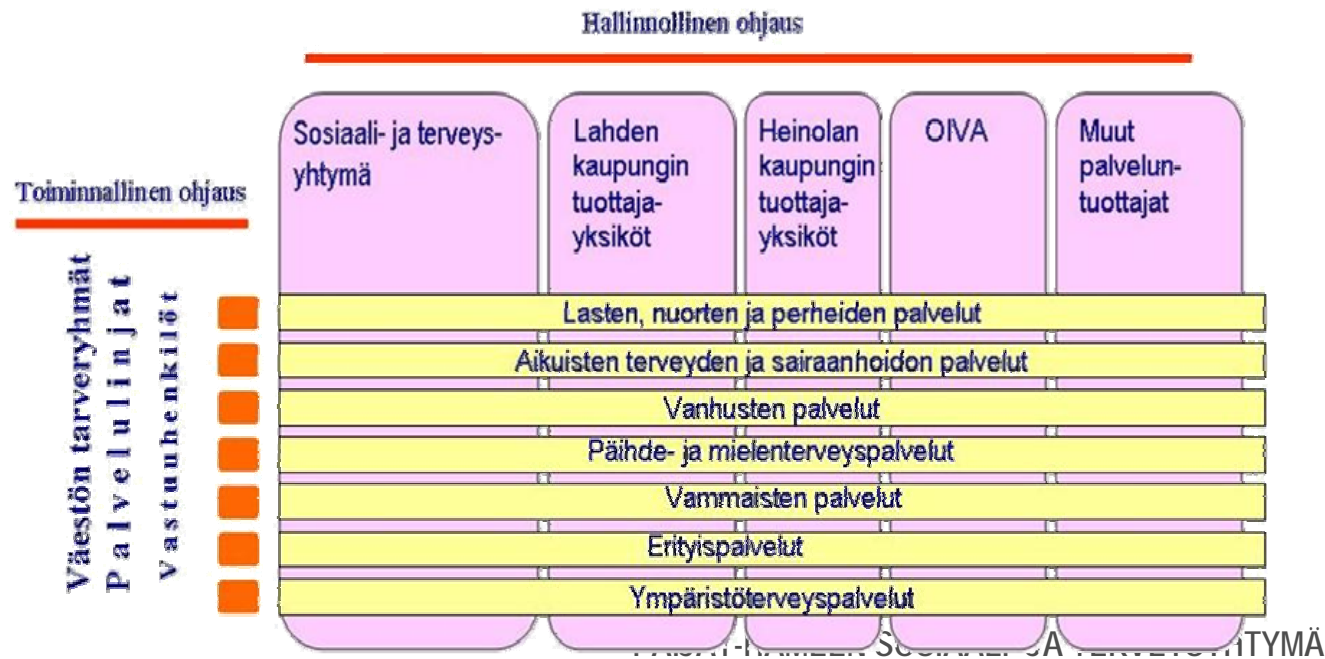 Hallinnollinen ohjaus
Sosiaali- ja terveys-
yhtymä
Lahden
kaupungin
tuottaja-
yksiköt
Heinolan
kaupungin
tuottaja-
yksiköt
OIVA
Muut
palvelun-
tuottajat
Toiminnallinen ohjaus
Väestön tarveryhmät
Palvelulinjat
Vastuuhenkilöt
Lasten, nuorten ja perheiden palvelut
Aikuisten terveyden ja sairaanhoidon palvelut
Vanhusten palvelut
Päihde- ja mielenterveyspalvelut
Vammaisten palvelut
Erityispalvelut
Ympäristöterveyspalvelut